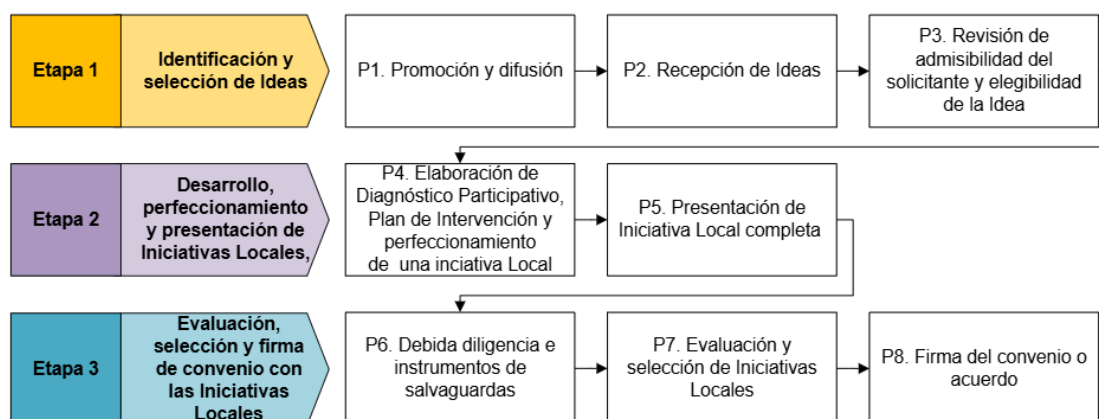 Etapa 1
Identificación y
selección de Ideas
P1. Promoción y difusión
P2. Recepción de Ideas
P3. Revisión de
admisibilidad del
solicitante y elegibilidad
de la Idea
Etapa 2
Desarrollo,
perfeccionamiento
y presentación de
Iniciativas Locales,
P4. Elaboración de
Diagnóstico Participativo,
Plan de Intervención y
perfeccionamiento
de una inciativa Local
P5. Presentación de
Iniciativa Local completa
Etapa 3
Evaluación,
selección y firma
de convenio con
las Iniciativas
Locales
P6. Debida diligencia e
instrumentos de
salvaguardas
P7. Evaluación y
selección de Iniciativas
Locales
P8. Firma del convenio o
acuerdo